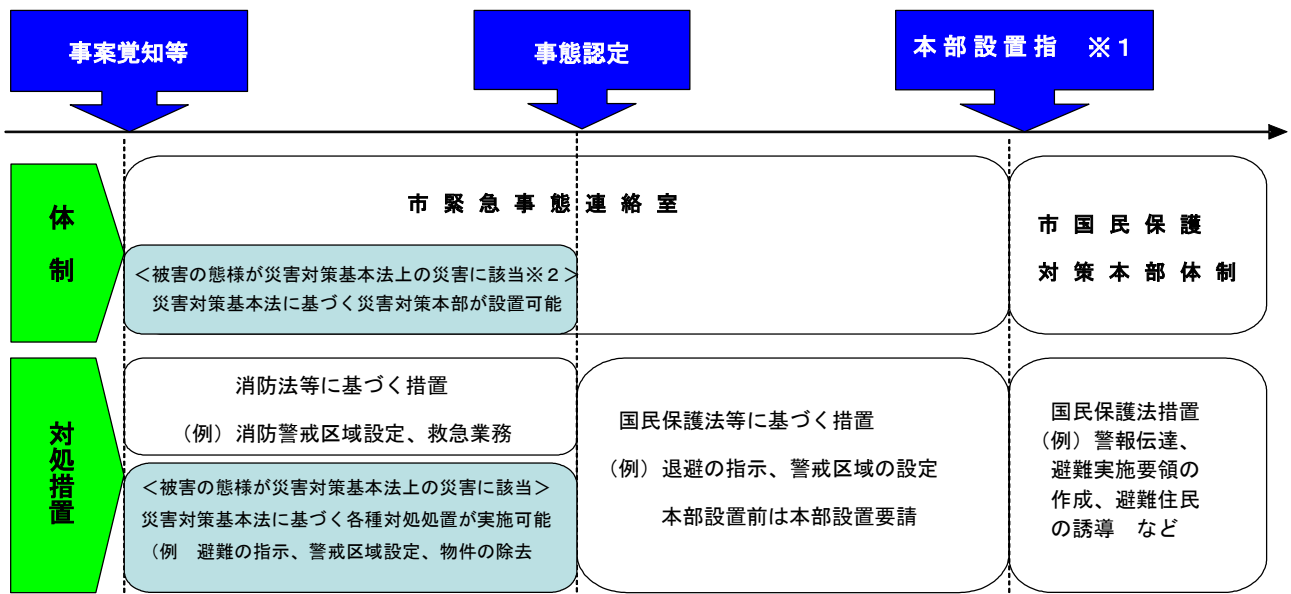 事案覚知等
事態認定
本部設置指　※１
体制
市緊急事態連絡室
＜被害の態様が災害対策基本法上の災害に該当※２＞
災害対策基本法に基づく災害対策本部が設置可能
市国民保護
対策本部体制
対処措置
消防法等に基づく措置
（例）消防警戒区域設定、救急業務
＜被害の態様が災害対策基本法上の災害に該当＞
災害対策基本法に基づく各種対処処置が実施可能
（例　避難の指示、警戒区域設定、物件の除去
国民保護法等に基づく措置
（例）退避の指示、警戒区域の設定
本部設置前は本部設置要請
国民保護法措置
（例）警報伝達、
避難実施要領の
作成、避難住民
の誘導　など